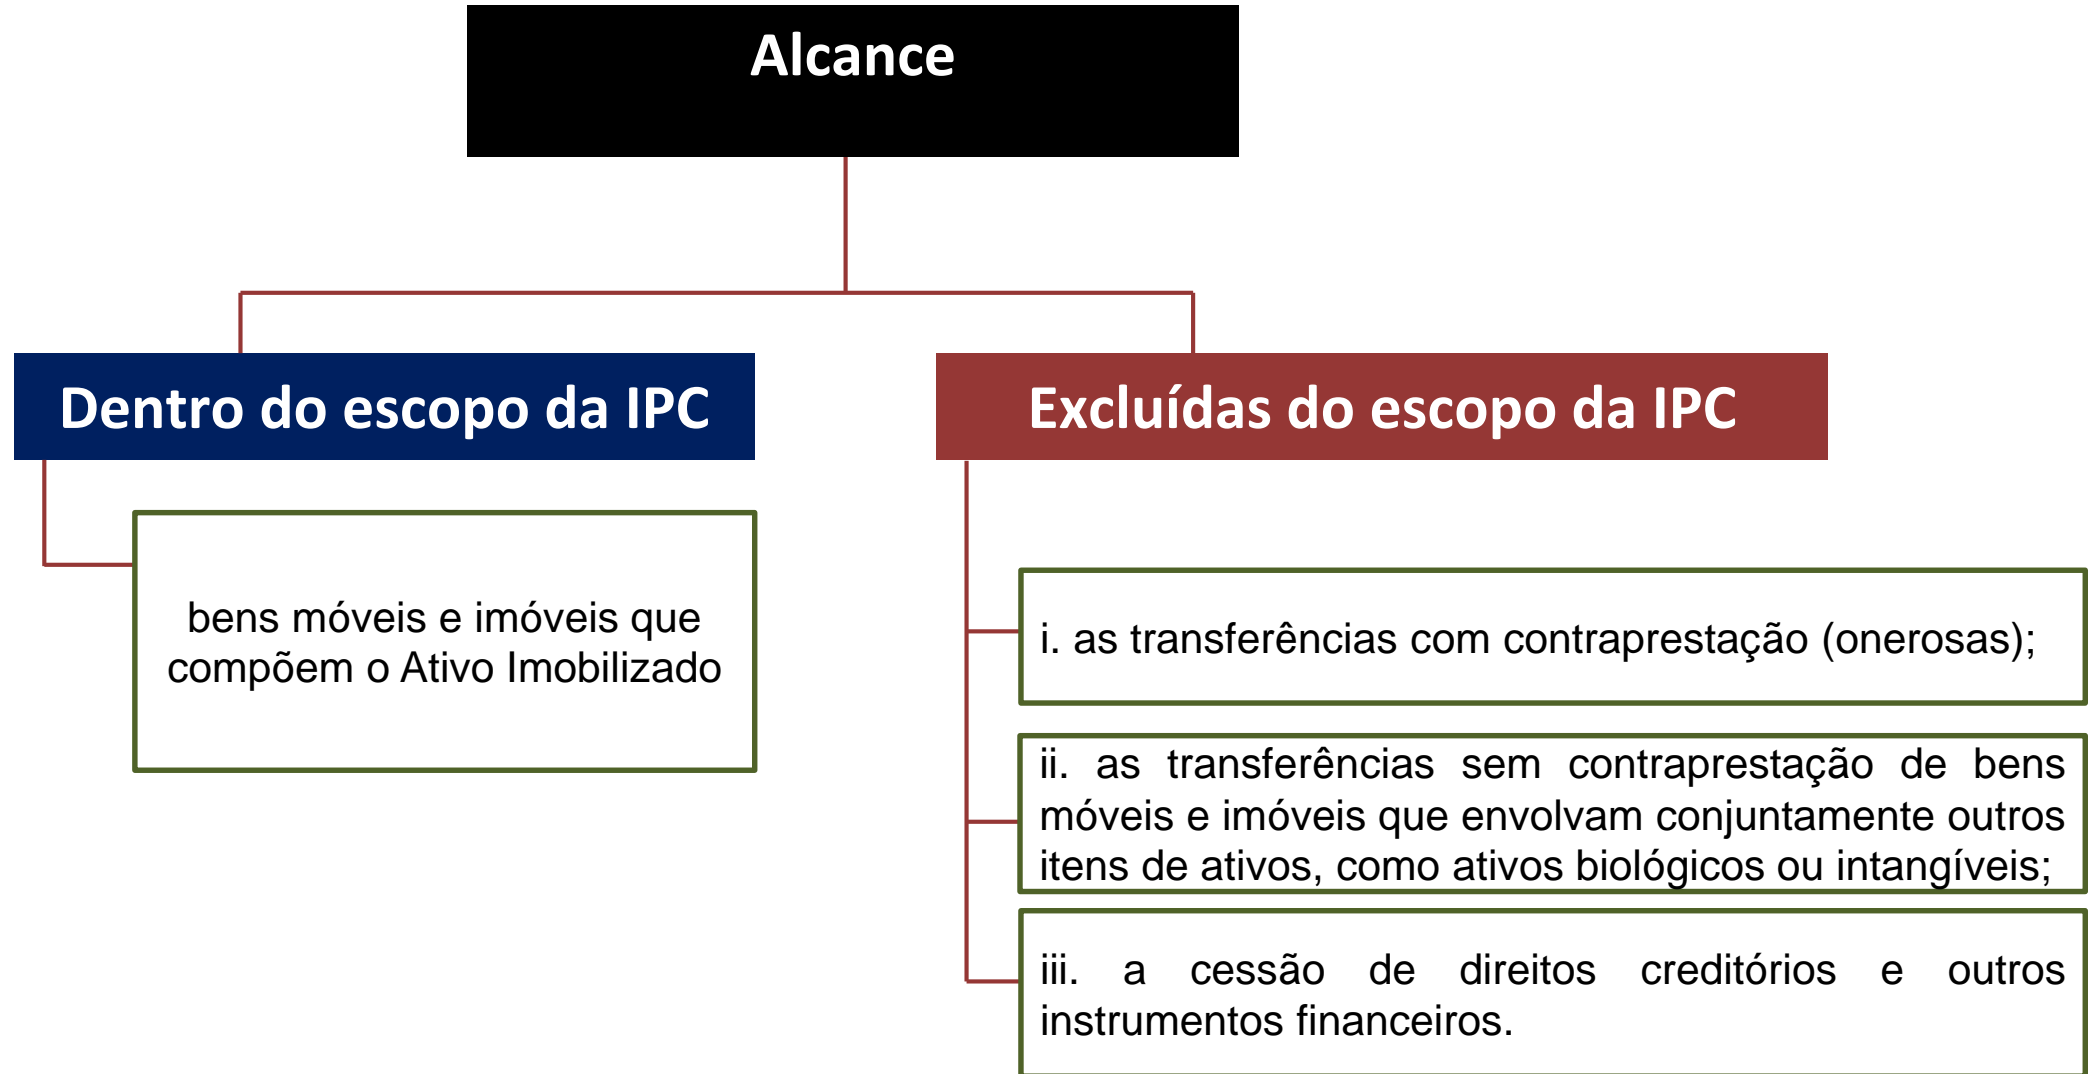 Alcance
Dentro do escopo da IPC
Excluídas do escopo da IPC
bens móveis e imóveis que
compõem o Ativo Imobilizado
i. as transferências com contraprestação (onerosas);
ii. as transferências sem contraprestação de bens
móveis e imóveis que envolvam conjuntamente outros
itens de ativos, como ativos biológicos ou intangíveis;
iii. a cessão de direitos creditórios e outros
instrumentos financeiros.